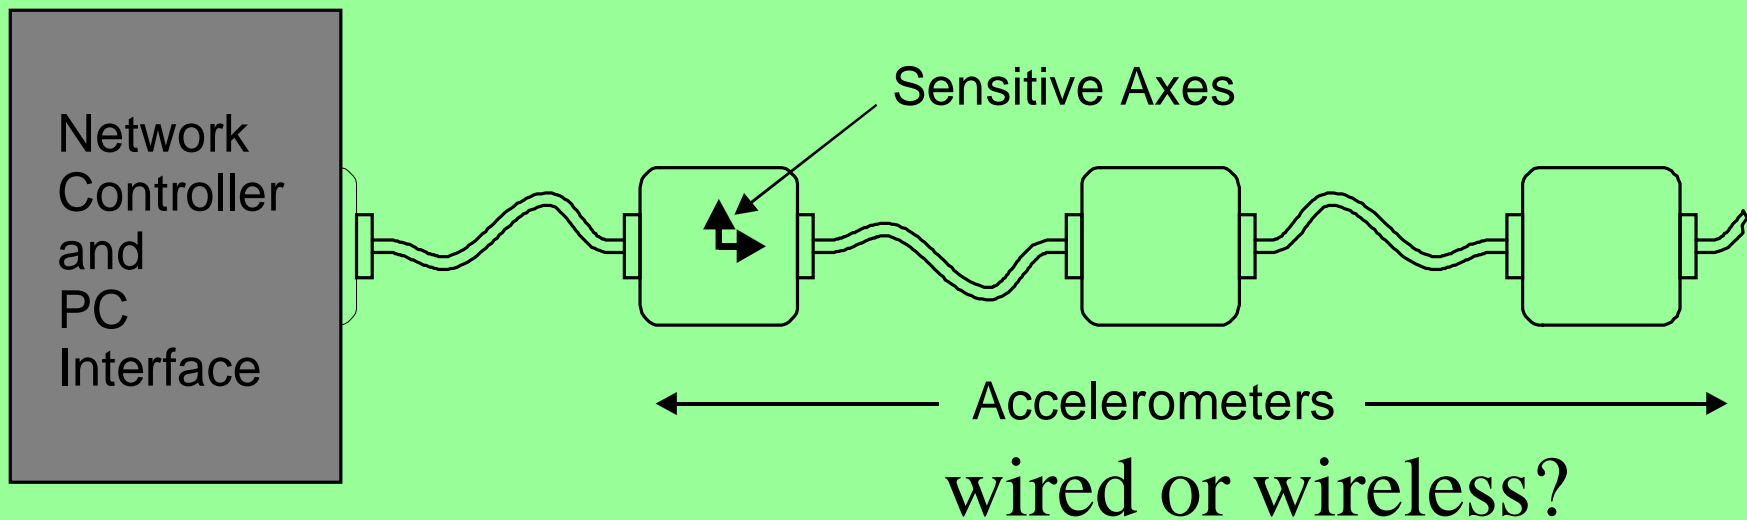 Sensitive Axes
Network
Controller
and
PC
Interface
Accelerometers
wired or wireless?